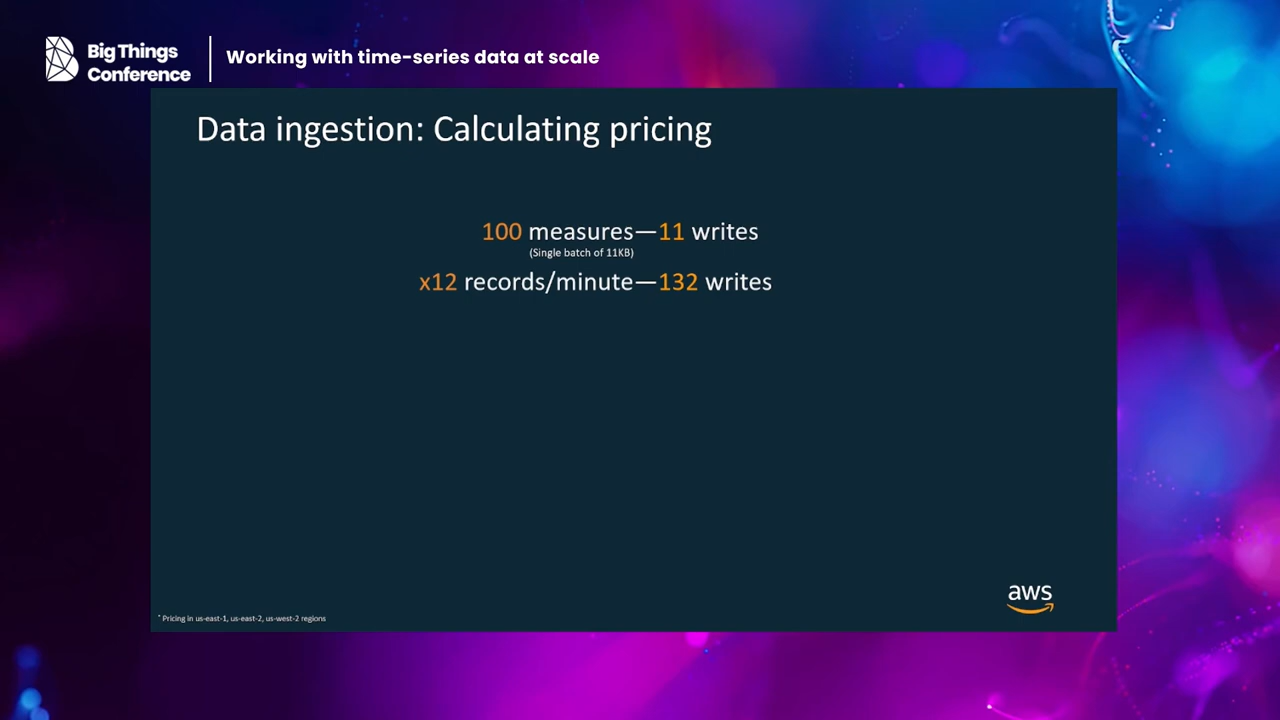 Big Things
Conference
Working with time-series data at scale
Data ingestion: Calculating pricing
100 measures—11 writes
(Single batch of 11KB)
x12 records/minute—132 writes
aws
* Pricing in us-east-1, us-east-2, us-west-2 regions